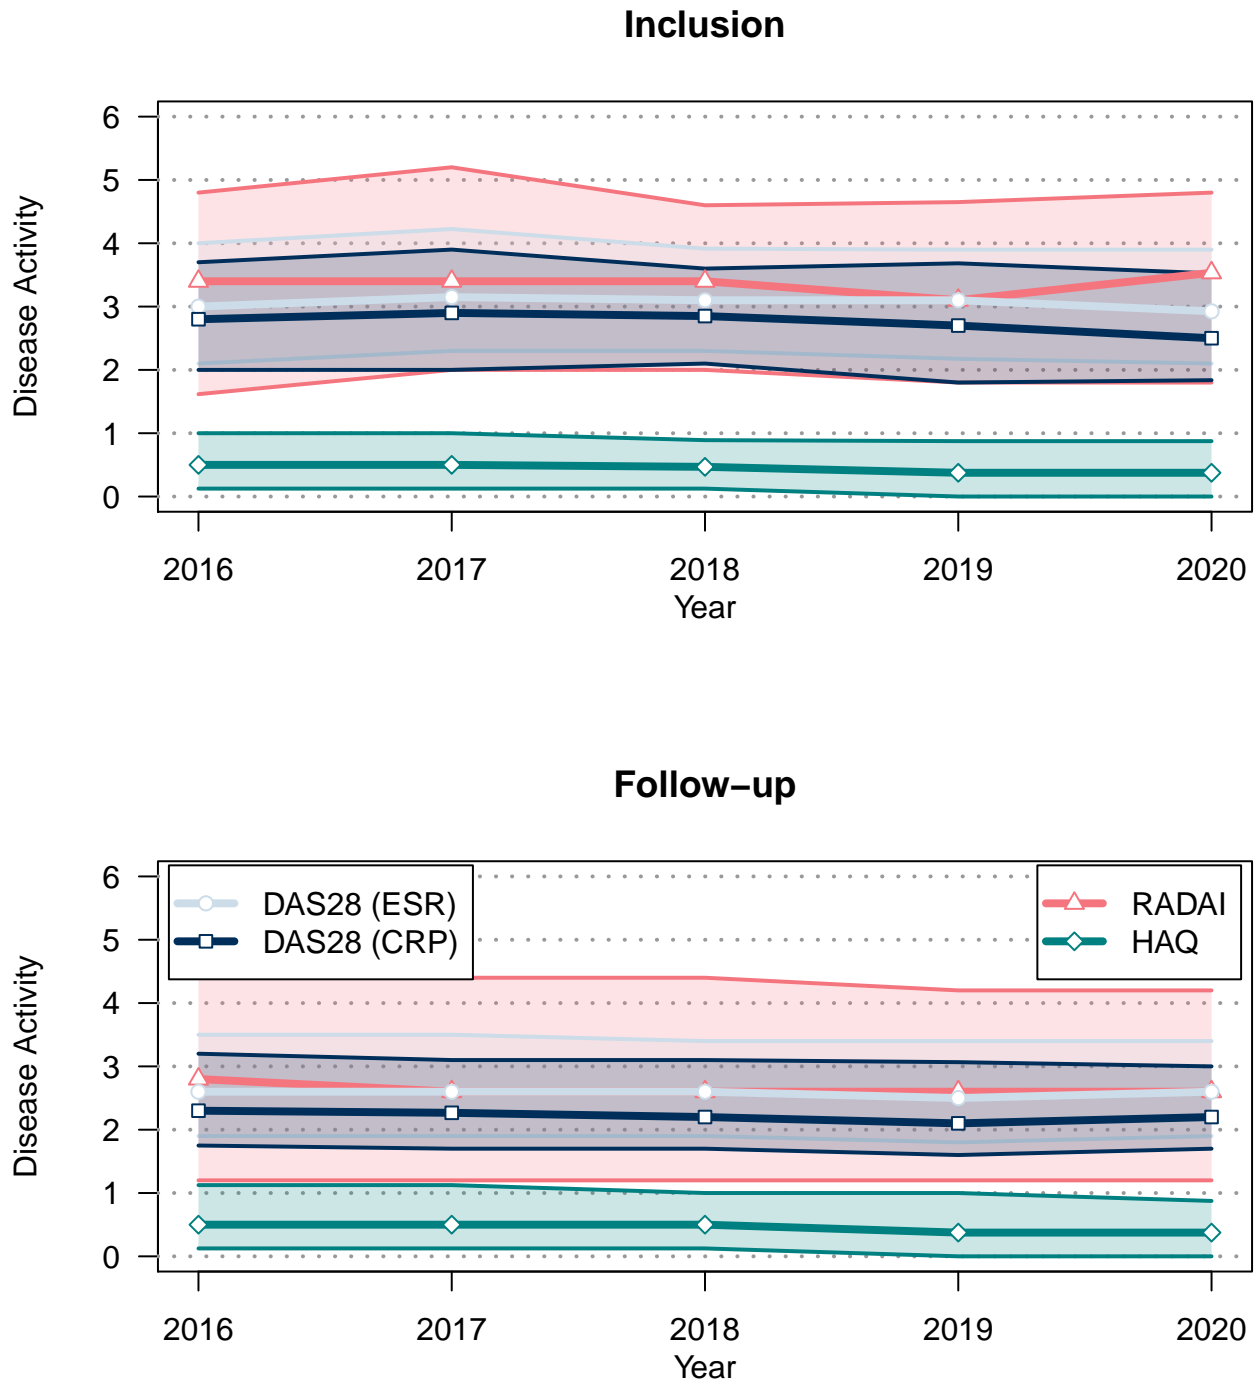 Inclusion
Disease Activity
6
5
4
3
2
1
0
2016 2017 2018 2019 2020
Year
Follow−up
Disease Activity
6
5
4
3
2
1
0
DAS28 (ESR)
DAS28 (CRP)
RADAI
HAQ
2016 2017 2018 2019 2020
Year